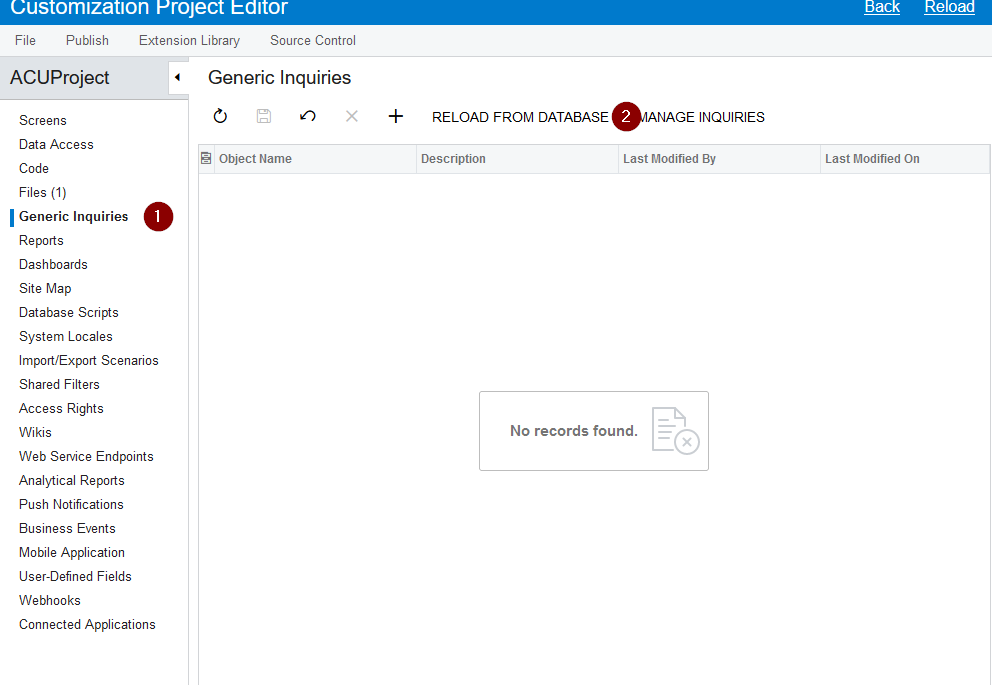 Customization Project Editor
Back
Reload
File
Publish
Extension Library
Source Control
ACUProject
Generic Inquiries
RELOAD FROM DATABASE
2
MANAGE INQUIRIES
Object Name
Description
Last Modified By
Last Modified On
Screens
Data Access
Code
Files (1)
Generic Inquiries
1
Reports
Dashboards
Site Map
Database Scripts
System Locales
Import/Export Scenarios
Shared Filters
Access Rights
Wikis
Web Service Endpoints
Analytical Reports
Push Notifications
Business Events
Mobile Application
User-Defined Fields
Webhooks
Connected Applications
No records found.